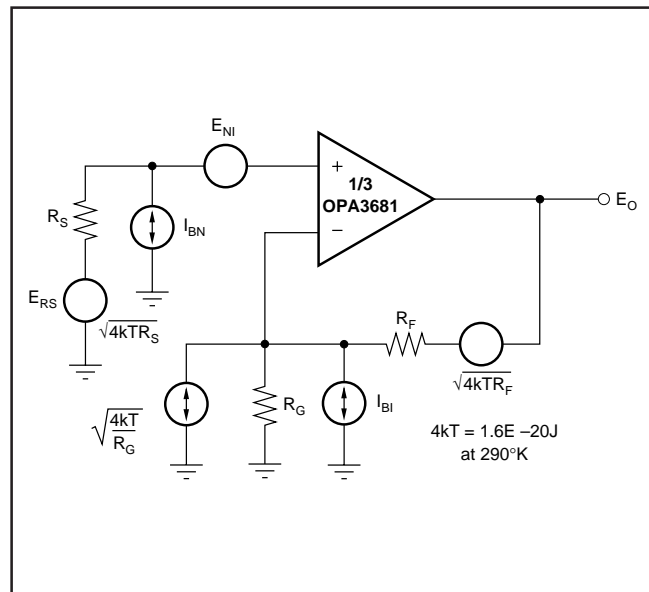 E_NI
+
1/3
OPA3681
−
E_O
R_S
I_BN
E_RS
√4kTR_S
R_F
√4kTR_F
√4kT/R_G
R_G
I_BI
4kT = 1.6E –20J
at 290°K